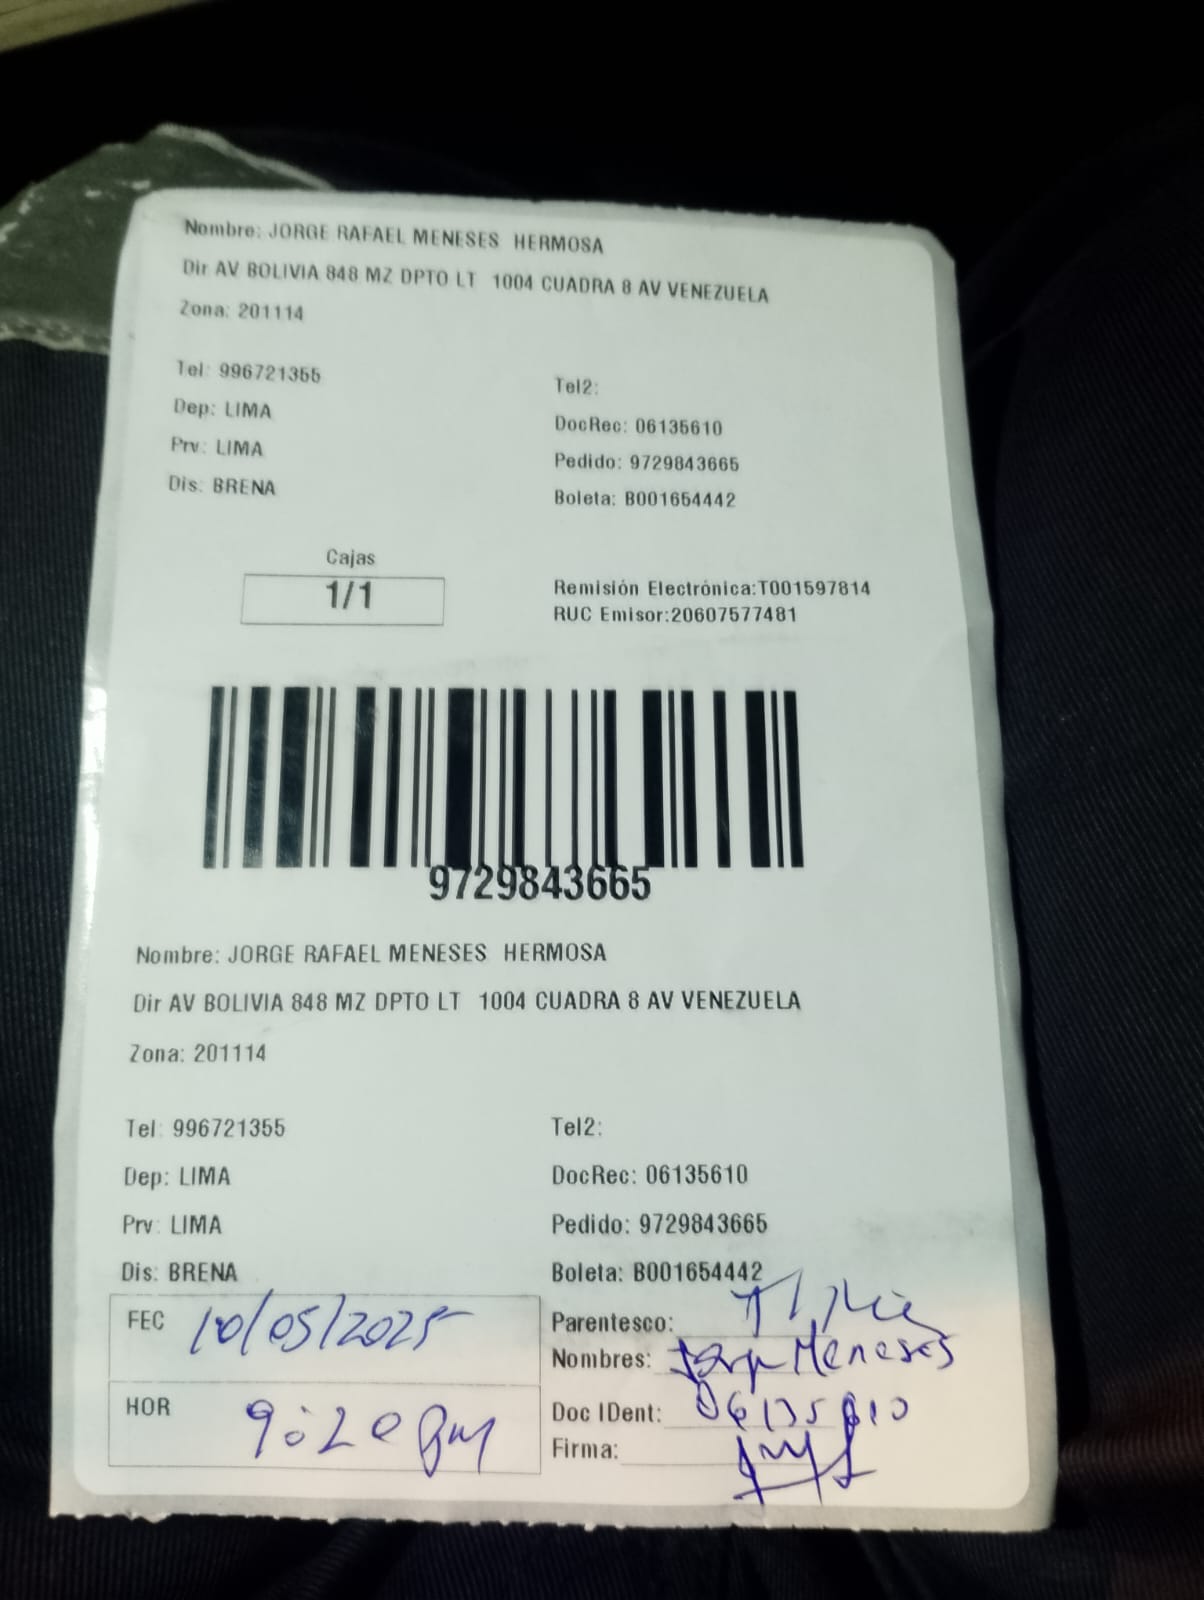 Nombre: JORGE RAFAEL MENESES HERMOSA
Dir AV BOLIVIA 848 MZ DPTO LT 1004 CUADRA 8 AV VENEZUELA
Zona: 201114
Tel: 996721355
Tel2:
Dep: LIMA
DocRec: 06135610
Prv: LIMA
Pedido: 9729843665
Dis: BRENA
Boleta: B001654442
Cajas
1/1
Remisión Electrónica:T001597814
RUC Emisor:20607577481
9729843665
Nombre: JORGE RAFAEL MENESES HERMOSA
Dir AV BOLIVIA 848 MZ DPTO LT 1004 CUADRA 8 AV VENEZUELA
Zona: 201114
Tel: 996721355
Tel2:
Dep: LIMA
DocRec: 06135610
Prv: LIMA
Pedido: 9729843665
Dis: BRENA
Boleta: B001654442
FEC 10/05/2025
Parentesco:
Nombres: Jorge Meneses
HOR 9:20 pm
Doc IDent: 06135610
Firma: